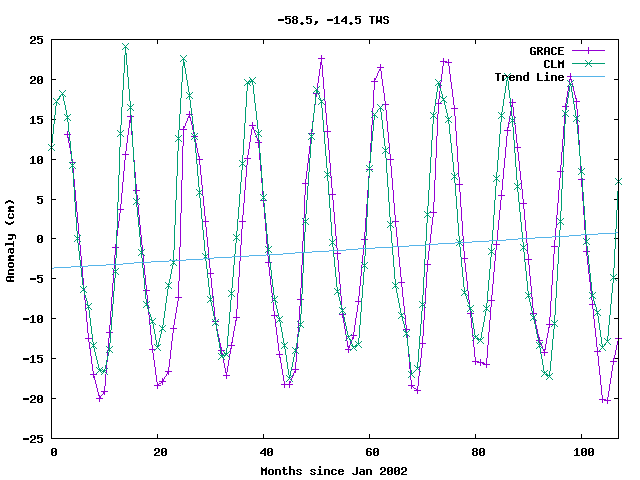 -58.5, -14.5 TWS
25
20
15
10
5
0
-5
-10
-15
-20
-25
Anomaly (cm)
GRACE
CLM
Trend Line
0 20 40 60 80 100
Months since Jan 2002